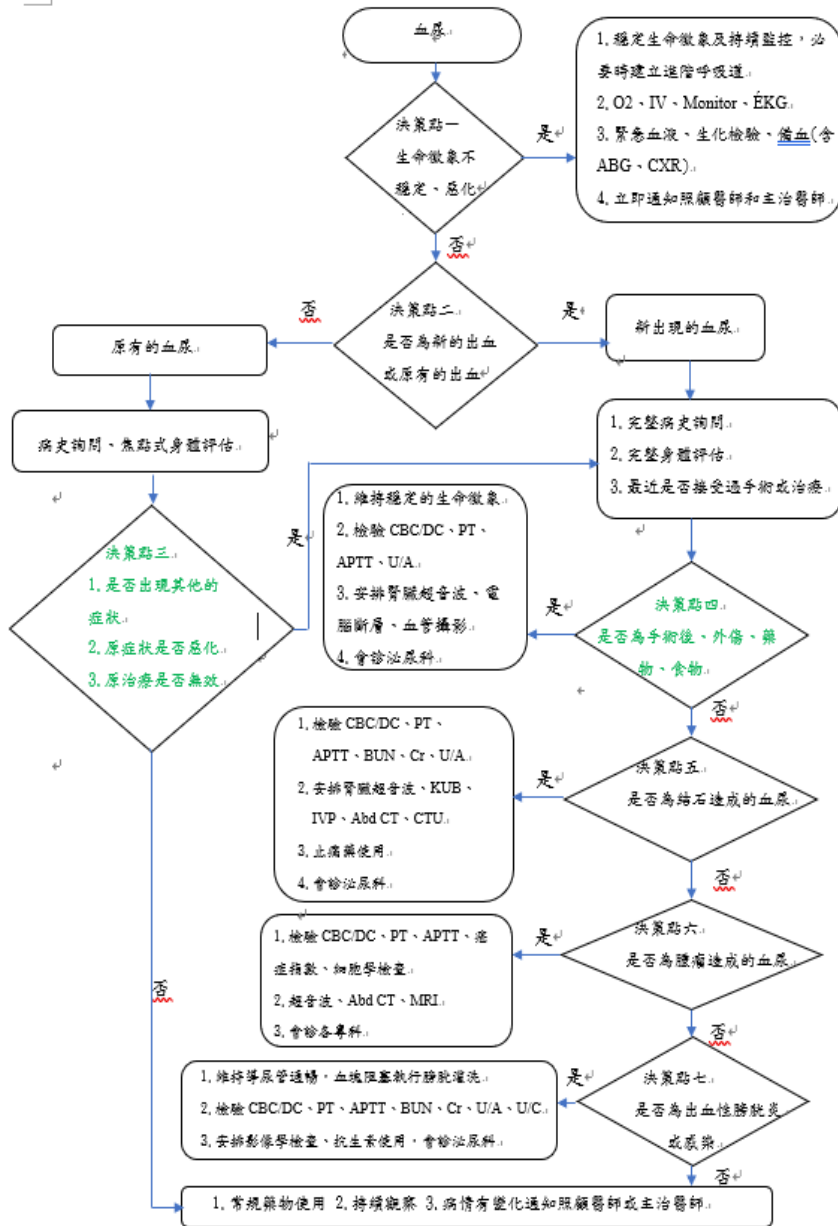 血尿
1. 穩定生命徵象及持續監控，必
要時建立進階呼吸道
2. O2、IV、Monitor、ÉKG
3. 緊急血液、生化檢驗、備血(含
ABG、CXR)
4. 立即通知照顧醫師和主治醫師
決策點一
生命徵象不
穩定、惡化
是
否
決策點二
是否為新的出血
或原有的出血
否
是
原有的血尿
新出現的血尿
病史詢問、焦點式身體評估
1. 完整病史詢問
2. 完整身體評估
3. 最近是否接受過手術或治療
決策點三
1. 是否出現其他的
症狀
2. 原症狀是否惡化
3. 原治療是否無效
是
1. 維持穩定的生命徵象
2. 檢驗 CBC/DC、PT、
APTT、U/A
3. 安排腎臟超音波、電
腦斷層、血管攝影
4. 會診泌尿科
是
決策點四
是否為手術後、外傷、藥
物、食物
否
1. 檢驗 CBC/DC、PT、
APTT、BUN、Cr、U/A
2. 安排腎臟超音波、KUB、
IVP、Abd CT、CTU
3. 止痛藥使用
4. 會診泌尿科
是
決策點五
是否為結石造成的血尿
否
1. 檢驗 CBC/DC、PT、APTT、癌
症指數、細胞學檢查
2. 超音波、Abd CT、MRI
3. 會診各專科
是
決策點六
是否為腫瘤造成的血尿
否
否
1. 維持導尿管通暢，血塊阻塞執行膀胱灌洗
2. 檢驗 CBC/DC、PT、APTT、BUN、Cr、U/A、U/C
3. 安排影像學檢查、抗生素使用，會診泌尿科
是
決策點七
是否為出血性膀胱炎
或感染
否
1. 常規藥物使用 2. 持續觀察 3. 病情有變化通知照顧醫師或主治醫師